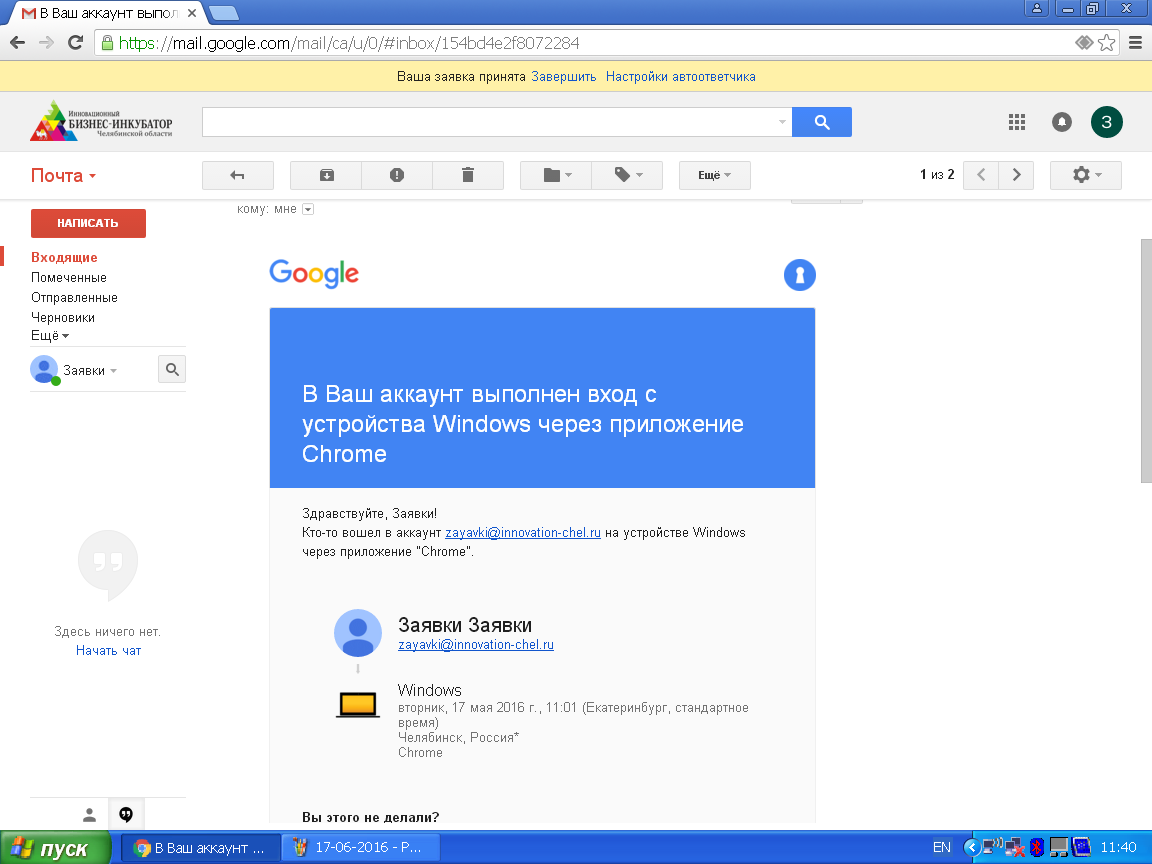 В Ваш аккаунт выпол
https://mail.google.com/mail/ca/u/0/#inbox/154bd4e2f8072284
Ваша заявка принята Завершить Настройки автоответчика
Инновационный
БИЗНЕС-ИНКУБАТОР
Челябинской области
З
Почта
Ещё
1 из 2
НАПИСАТЬ
кому: мне
Входящие
Помеченные
Отправленные
Черновики
Ещё
Заявки
Google
В Ваш аккаунт выполнен вход с
устройства Windows через приложение
Chrome
Здравствуйте, Заявки!
Кто-то вошел в аккаунт zayavki@innovation-chel.ru на устройстве Windows
через приложение "Chrome".
Заявки Заявки
zayavki@innovation-chel.ru
Здесь ничего нет.
Начать чат
Windows
вторник, 17 мая 2016 г., 11:01 (Екатеринбург, стандартное
время)
Челябинск, Россия*
Chrome
Вы этого не делали?
пуск
В Ваш аккаунт ...
17-06-2016 - P...
EN
11:40